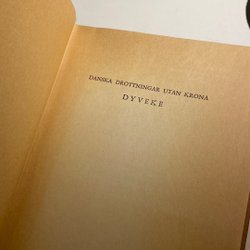 DANSKA DROTTNINGAR UTAN KRONA
DYVEKE